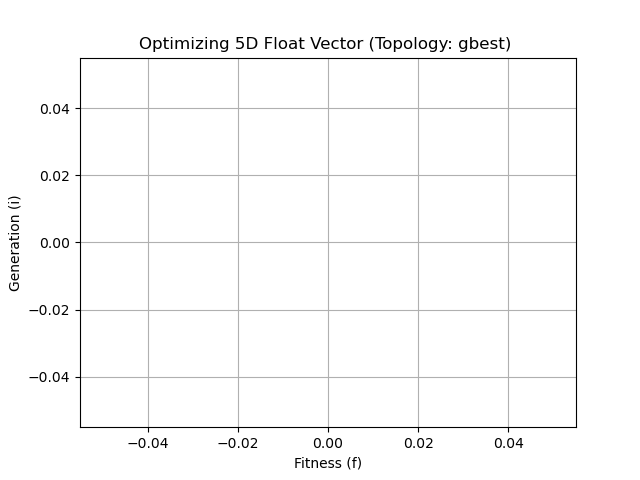 Optimizing 5D Float Vector (Topology: gbest)
0.04
0.02
0.00
−0.02
−0.04
Generation (i)
−0.04 −0.02 0.00 0.02 0.04
Fitness (f)